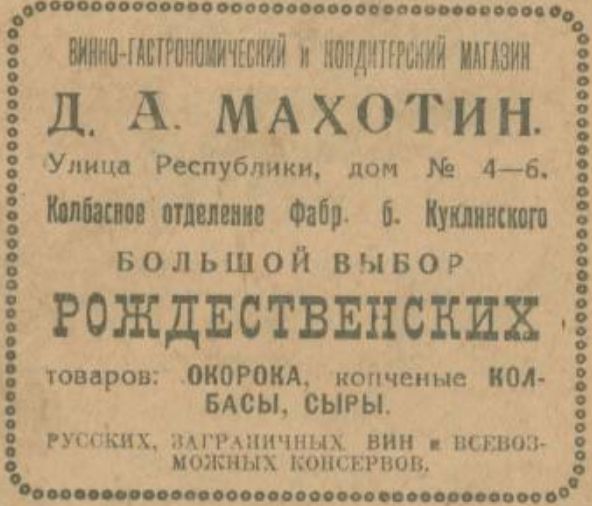 ВИННО-ГАСТРОНОМИЧЕСКИЙ и КОНДИТЕРСКИЙ МАГАЗИН
Д. А. МАХОТИН.
Улица Республики, дом № 4—6.
Колбасное отделение Фабр. б. Куклинского
БОЛЬШОЙ ВЫБОР
РОЖДЕСТВЕНСКИХ
товаров: ОКОРОКА, копченые КОЛ-
БАСЫ, СЫРЫ.
РУССКИХ, ЗАГРАНИЧНЫХ ВИН и ВСЕВОЗ-
МОЖНЫХ КОНСЕРВОВ.